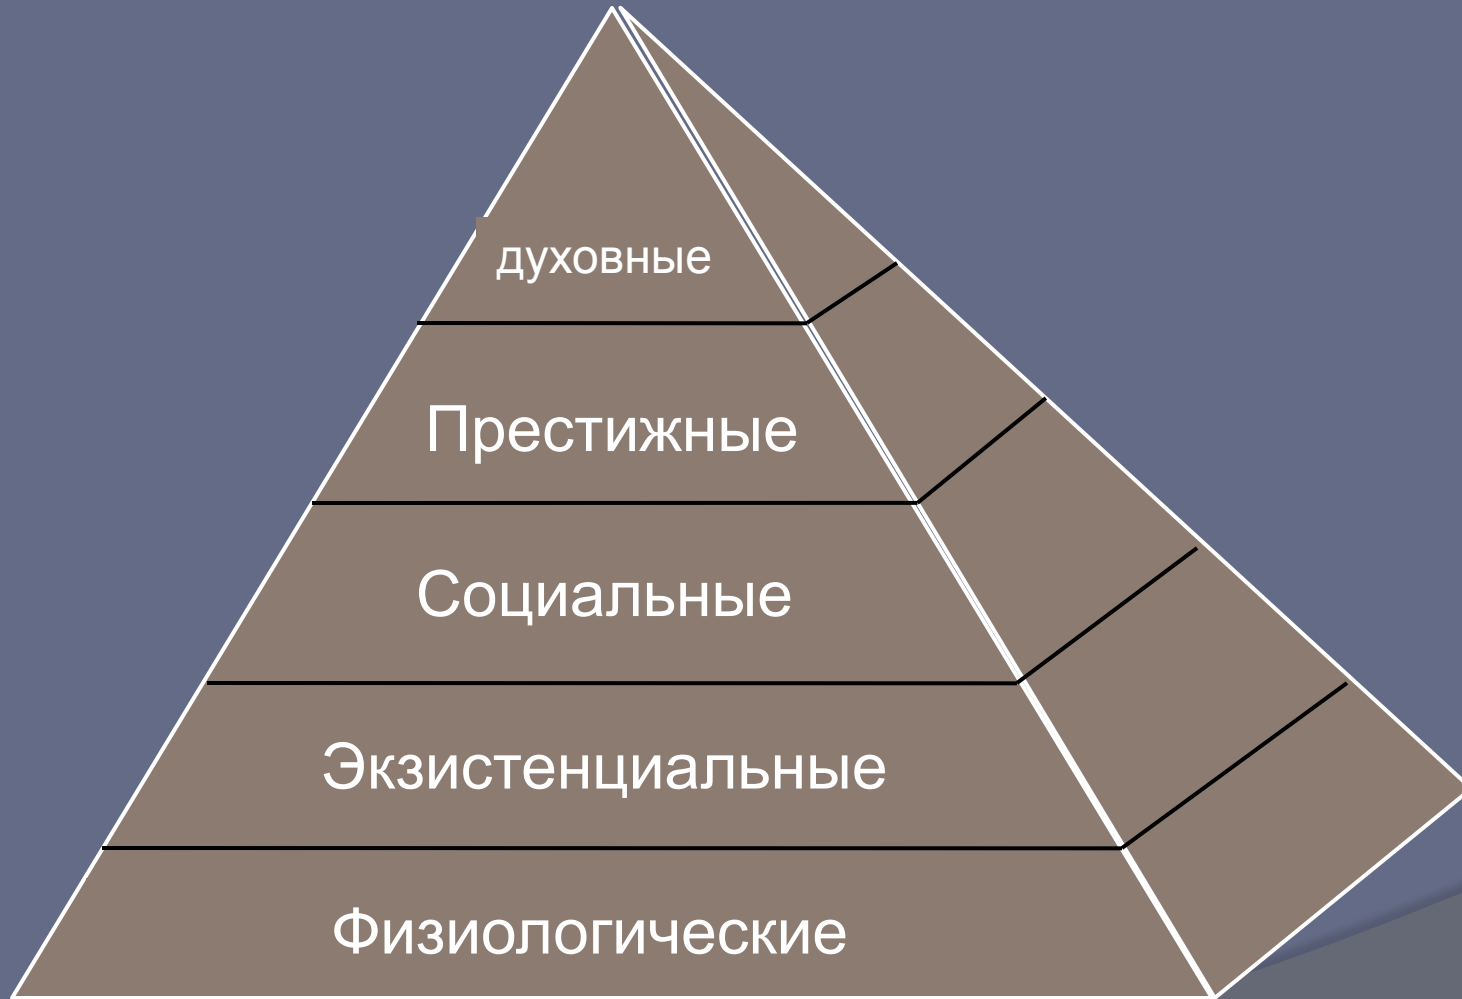 духовные
Престижные
Социальные
Экзистенциальные
Физиологические